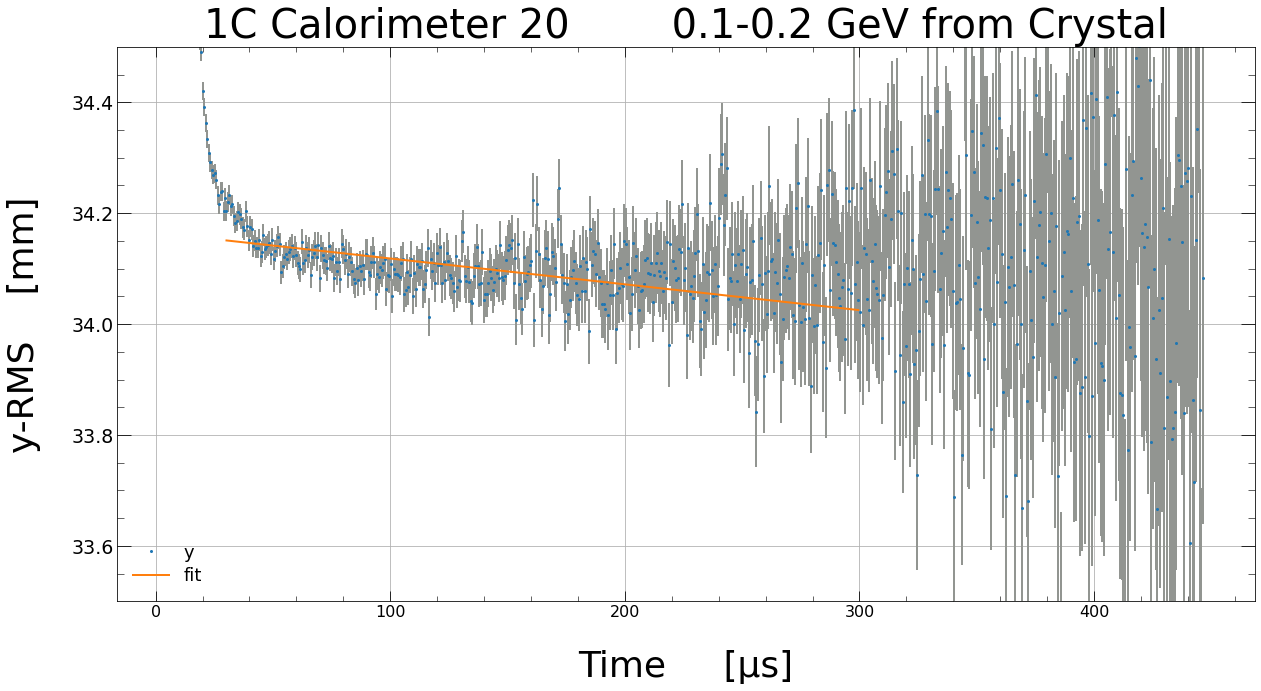 1C Calorimeter 20 0.1-0.2 GeV from Crystal
y-RMS [mm]
34.4
34.2
34.0
33.8
33.6
y
fit
0 100 200 300 400
Time [µs]